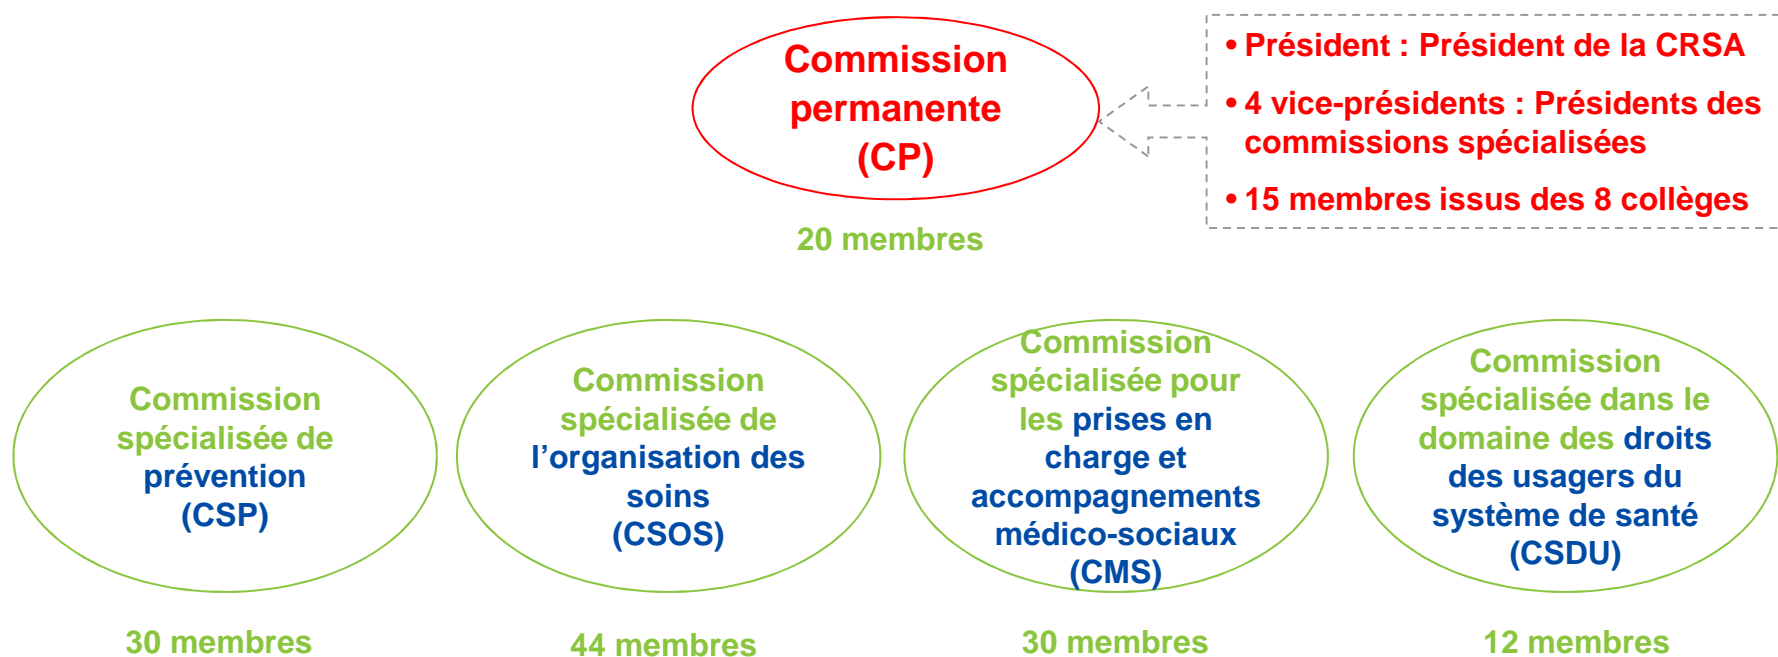 Commission
permanente
(CP)
20 membres
• Président : Président de la CRSA
• 4 vice-présidents : Présidents des
commissions spécialisées
• 15 membres issus des 8 collèges
Commission
spécialisée de
prévention
(CSP)
30 membres
Commission
spécialisée de
l’organisation des
soins
(CSOS)
44 membres
Commission
spécialisée pour
les prises en
charge et
accompagnements
médico-sociaux
(CMS)
30 membres
Commission
spécialisée dans le
domaine des droits
des usagers du
système de santé
(CSDU)
12 membres